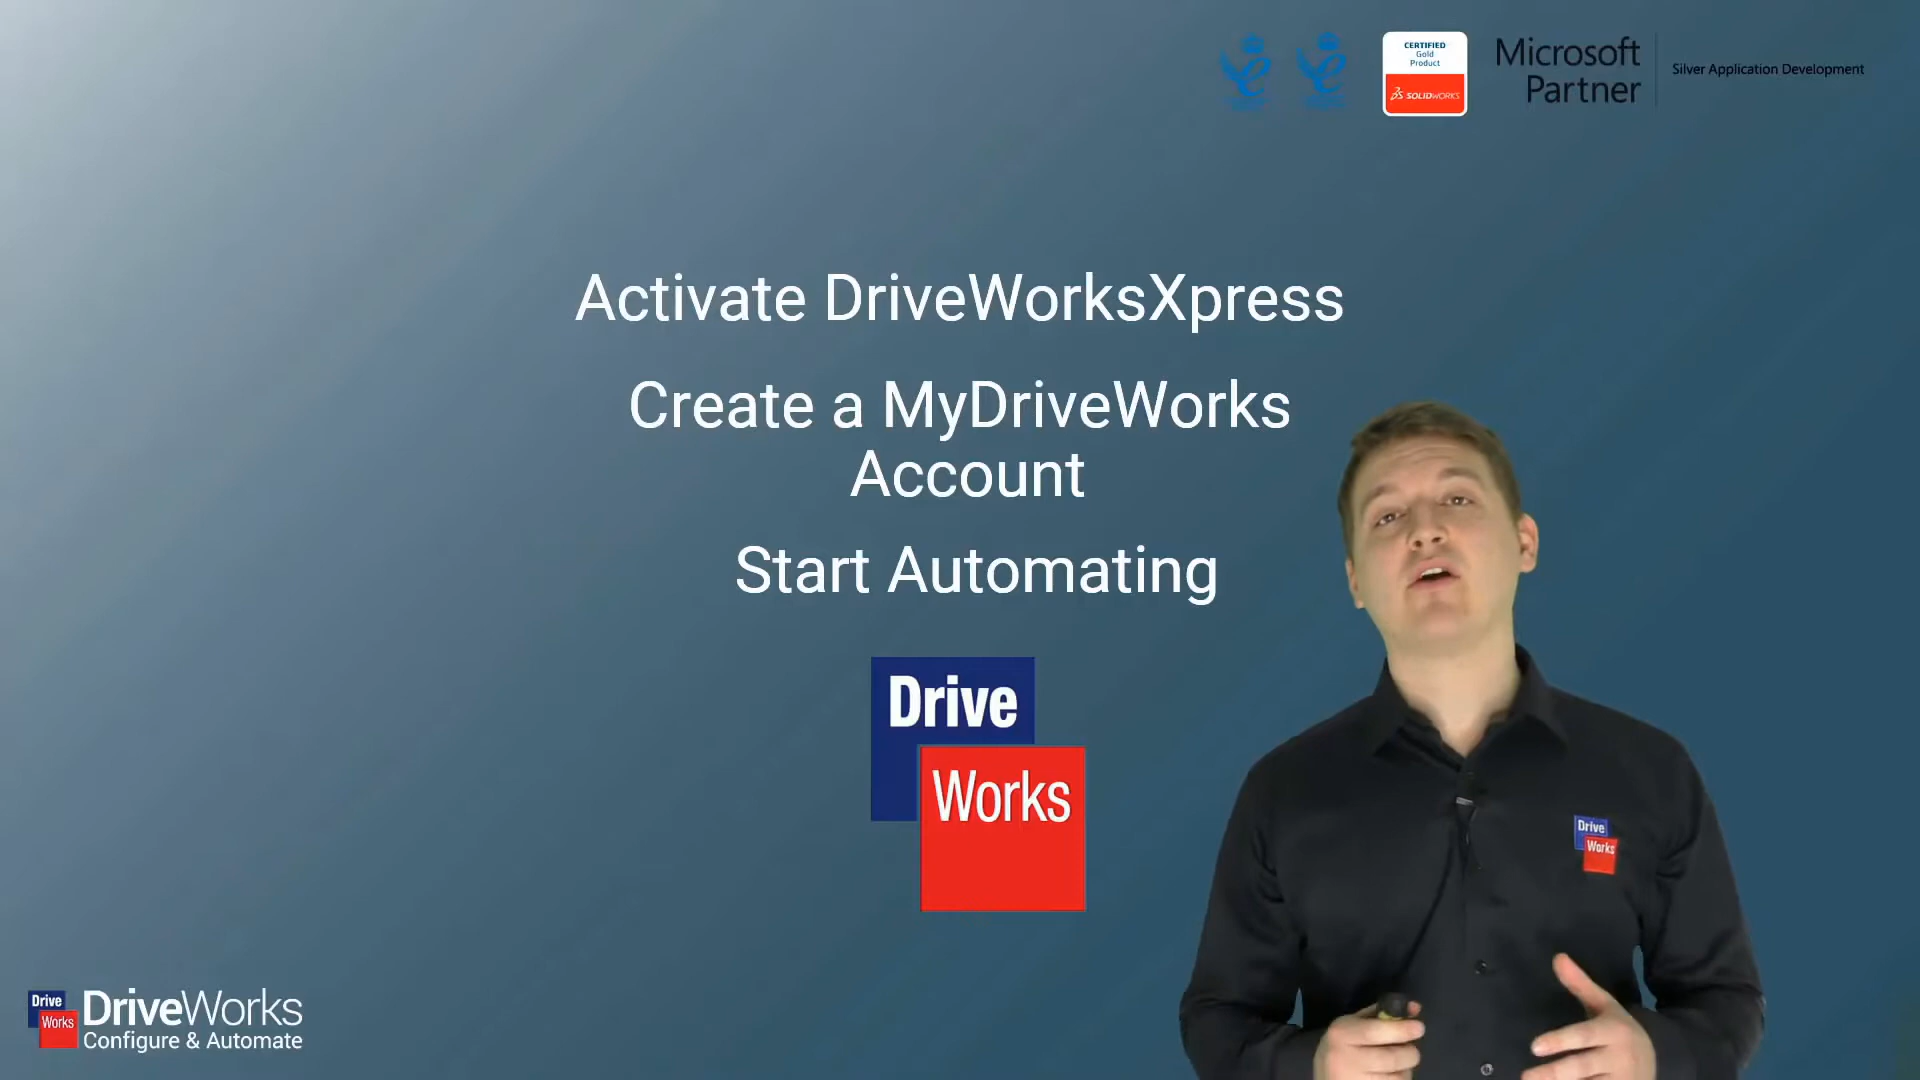 CERTIFIED
Gold
Product
SOLIDWORKS
Microsoft
Partner
Silver Application Development
Activate DriveWorksXpress
Create a MyDriveWorks
Account
Start Automating
Drive
Works
Drive
Works
Drive
Works
DriveWorks
Configure & Automate